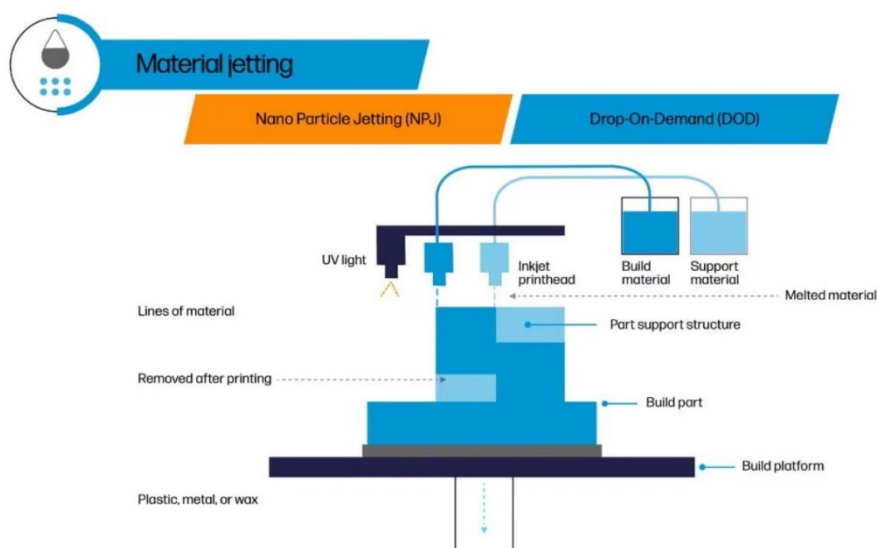 Material jetting
Nano Particle Jetting (NPJ)
Drop-On-Demand (DOD)
UV light
Inkjet
printhead
Build
material
Support
material
Melted material
Lines of material
Part support structure
Removed after printing
Build part
Build platform
Plastic, metal, or wax